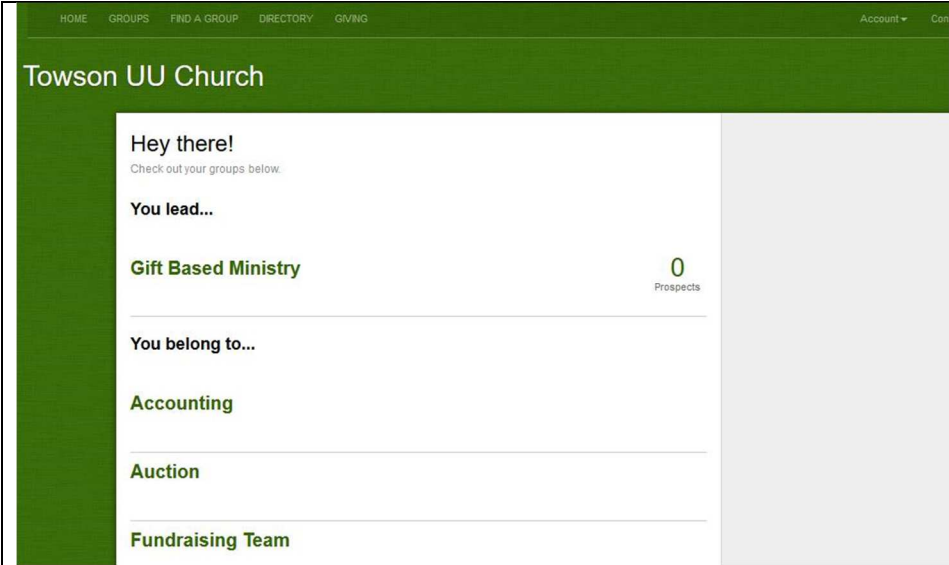 HOME GROUPS FIND A GROUP DIRECTORY GIVING Account
Towson UU Church
Hey there!
Check out your groups below.
You lead...
Gift Based Ministry
0
Prospects
You belong to...
Accounting
Auction
Fundraising Team